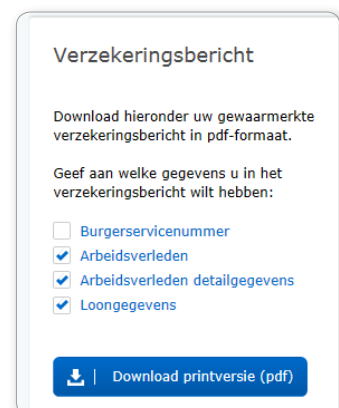 Verzekeringsbericht
Download hieronder uw gewaarmerkte
verzekeringsbericht in pdf-formaat.
Geef aan welke gegevens u in het
verzekeringsbericht wilt hebben:
Burgerservicenummer
Arbeidsverleden
Arbeidsverleden detailgegevens
Loongegevens
Download printversie (pdf)